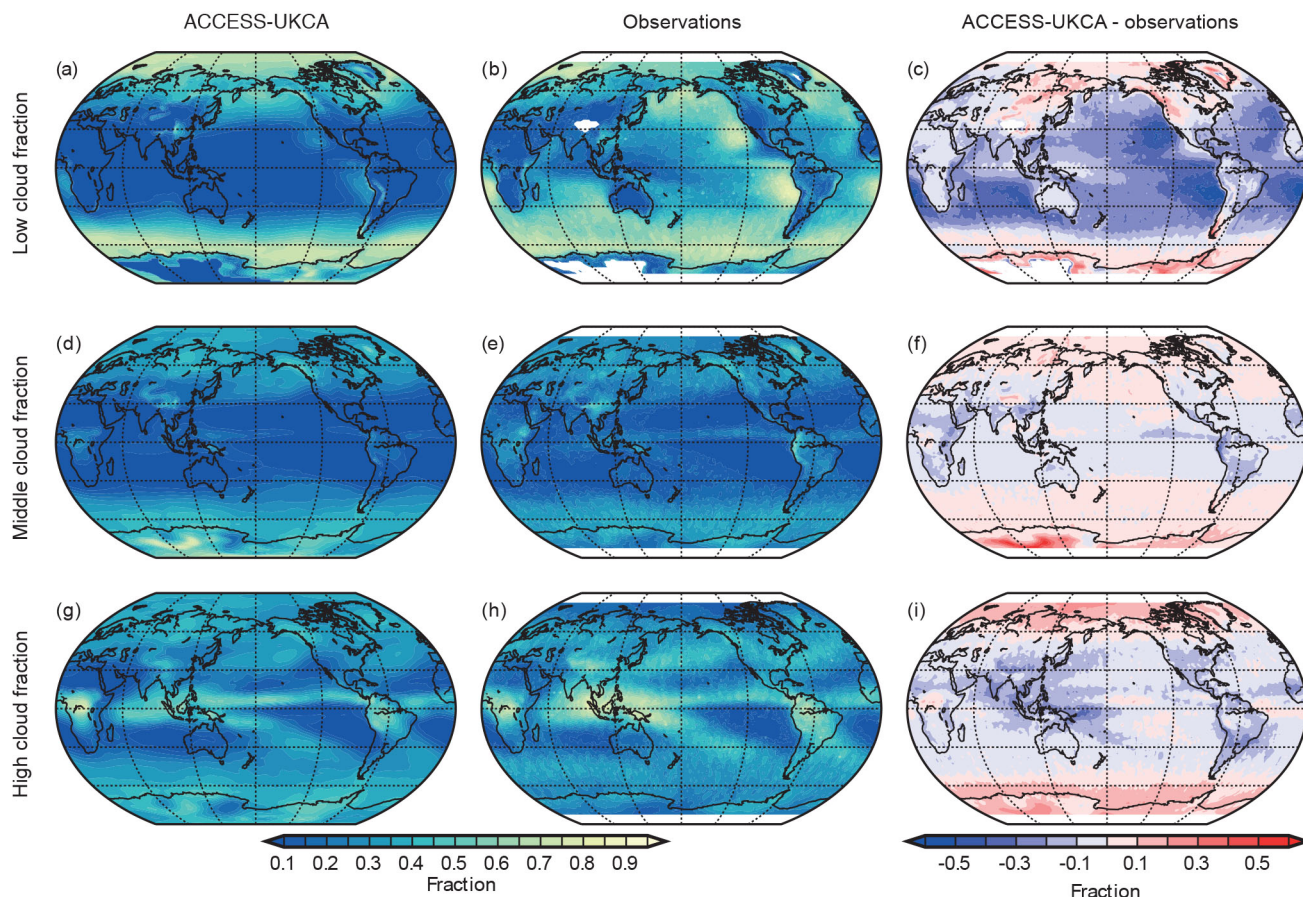 ACCESS-UKCA
Observations
ACCESS-UKCA - observations
Low cloud fraction
(a)
(b)
(c)
Middle cloud fraction
(d)
(e)
(f)
High cloud fraction
(g)
(h)
(i)
0.1 0.2 0.3 0.4 0.5 0.6 0.7 0.8 0.9
Fraction
-0.5 -0.3 -0.1 0.1 0.3 0.5
Fraction